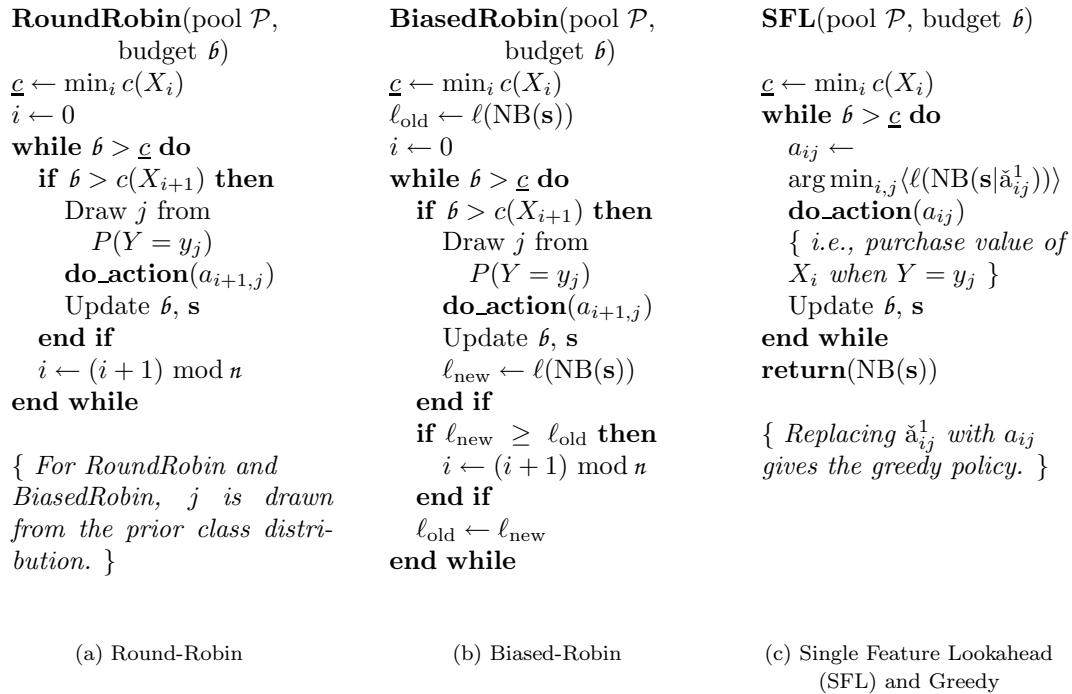 RoundRobin(pool 𝒫,
budget 𝔟)
c̲ ← min_i c(X_i)
i ← 0
while 𝔟 > c̲ do
if 𝔟 > c(X_{i+1}) then
Draw j from
P(Y = y_j)
do_action(a_{i+1,j})
Update 𝔟, s
end if
i ← (i + 1) mod 𝓃
end while
{ For RoundRobin and
BiasedRobin, j is drawn
from the prior class distri-
bution. }
(a) Round-Robin
BiasedRobin(pool 𝒫,
budget 𝔟)
c̲ ← min_i c(X_i)
ℓ_old ← ℓ(NB(s))
i ← 0
while 𝔟 > c̲ do
if 𝔟 > c(X_{i+1}) then
Draw j from
P(Y = y_j)
do_action(a_{i+1,j})
Update 𝔟, s
ℓ_new ← ℓ(NB(s))
end if
if ℓ_new ≥ ℓ_old then
i ← (i + 1) mod 𝓃
end if
ℓ_old ← ℓ_new
end while
(b) Biased-Robin
SFL(pool 𝒫, budget 𝔟)
c̲ ← min_i c(X_i)
while 𝔟 > c̲ do
a_{ij} ←
arg min_{i,j}⟨ℓ(NB(s|ǎ^1_{ij}))⟩
do_action(a_{ij})
{ i.e., purchase value of
X_i when Y = y_j }
Update 𝔟, s
end while
return(NB(s))
{ Replacing ǎ^1_{ij} with a_{ij}
gives the greedy policy. }
(c) Single Feature Lookahead
(SFL) and Greedy